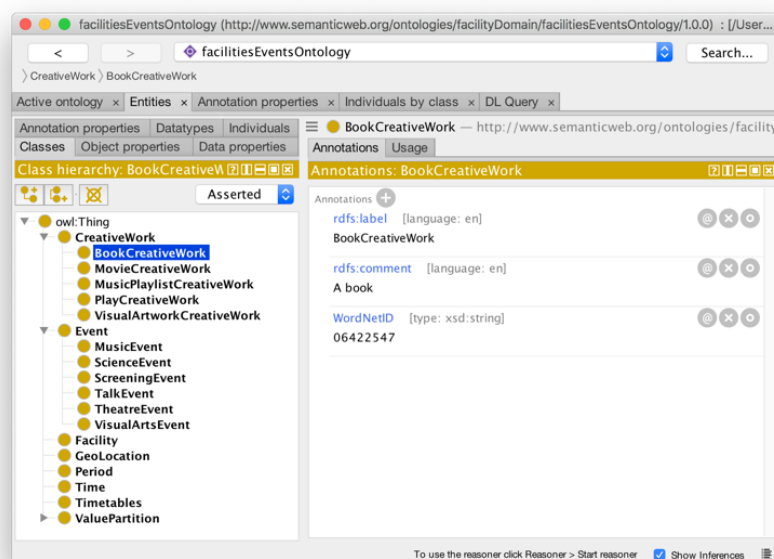 facilitiesEventsOntology (http://www.semanticweb.org/ontologies/facilityDomain/facilitiesEventsOntology/1.0.0) : [/User...
< > facilitiesEventsOntology Search...
CreativeWork BookCreativeWork
Active ontology × Entities × Annotation properties × Individuals by class × DL Query ×
Annotation properties Datatypes Individuals
Classes Object properties Data properties
Class hierarchy: BookCreativeW
Asserted
owl:Thing
CreativeWork
BookCreativeWork
MovieCreativeWork
MusicPlaylistCreativeWork
PlayCreativeWork
VisualArtworkCreativeWork
Event
MusicEvent
ScienceEvent
ScreeningEvent
TalkEvent
TheatreEvent
VisualArtsEvent
Facility
GeoLocation
Period
Time
Timetables
ValuePartition
BookCreativeWork — http://www.semanticweb.org/ontologies/facility
Annotations Usage
Annotations: BookCreativeWork
Annotations
rdfs:label [language: en]
BookCreativeWork
rdfs:comment [language: en]
A book
WordNetID [type: xsd:string]
06422547
To use the reasoner click Reasoner > Start reasoner Show Inferences